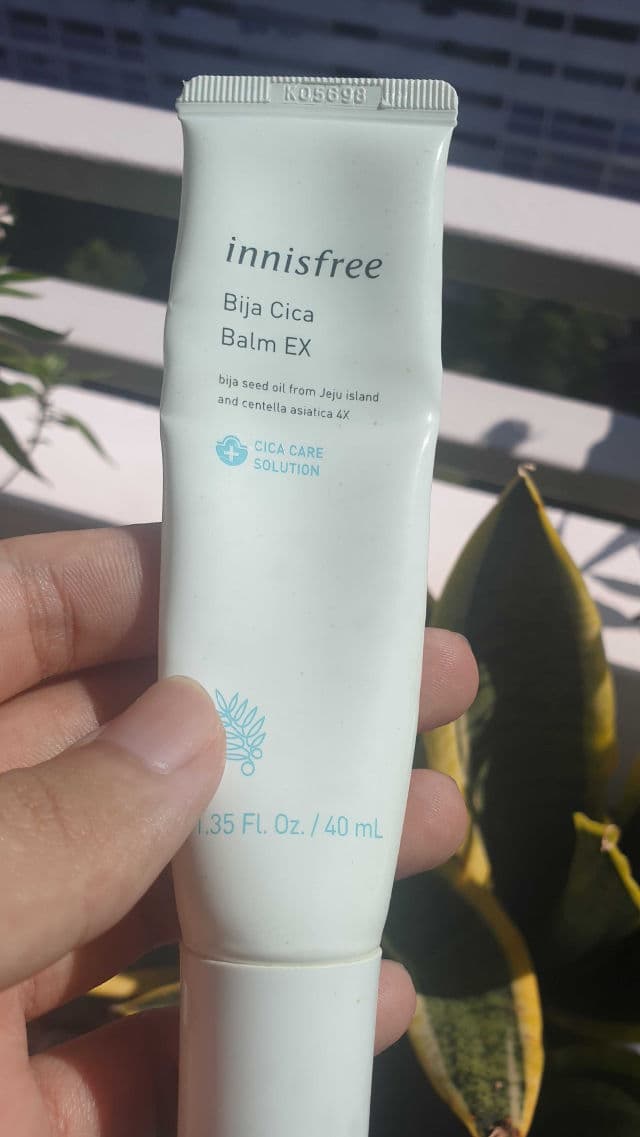 K05698
innisfree
Bija Cica
Balm EX
bija seed oil from Jeju island
and centella asiatica 4X
CICA CARE
SOLUTION
1.35 Fl. Oz. / 40 mL